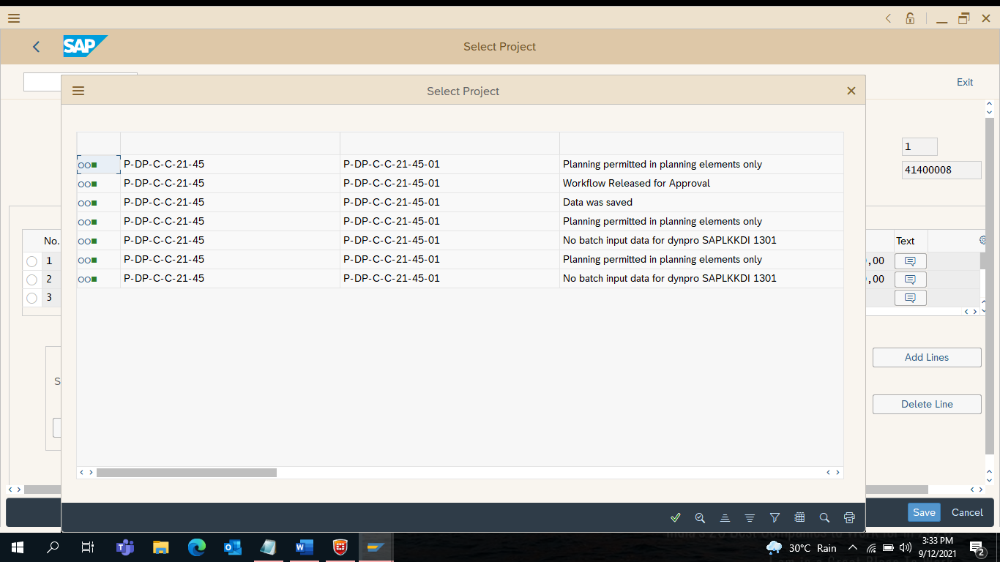 SAP
Select Project
Exit
Select Project
1
41400008
P-DP-C-C-21-45 P-DP-C-C-21-45-01 Planning permitted in planning elements only
P-DP-C-C-21-45 P-DP-C-C-21-45-01 Workflow Released for Approval
P-DP-C-C-21-45 P-DP-C-C-21-45-01 Data was saved
P-DP-C-C-21-45 P-DP-C-C-21-45-01 Planning permitted in planning elements only
P-DP-C-C-21-45 P-DP-C-C-21-45-01 No batch input data for dynpro SAPLKKDI 1301
P-DP-C-C-21-45 P-DP-C-C-21-45-01 Planning permitted in planning elements only
P-DP-C-C-21-45 P-DP-C-C-21-45-01 No batch input data for dynpro SAPLKKDI 1301
No. Text
1 ,00
2 ,00
3
S
Add Lines
Delete Line
Save Cancel
30°C Rain
3:33 PM
9/12/2021
2